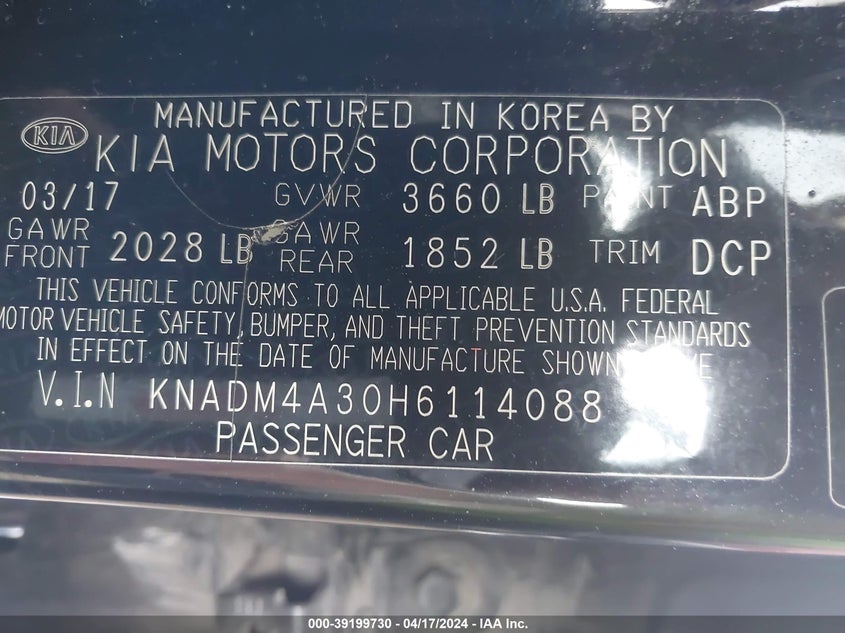 MANUFACTURED IN KOREA BY
KIA KIA MOTORS CORPORATION
03/17 GVWR 3660 LB PAINT ABP
GAWR FRONT 2028 LB GAWR REAR 1852 LB TRIM DCP
THIS VEHICLE CONFORMS TO ALL APPLICABLE U.S.A. FEDERAL
MOTOR VEHICLE SAFETY, BUMPER, AND THEFT PREVENTION STANDARDS
IN EFFECT ON THE DATE OF MANUFACTURE SHOWN ABOVE
V.I.N KNADM4A30H6114088
PASSENGER CAR
000-39199730 - 04/17/2024 - IAA Inc.